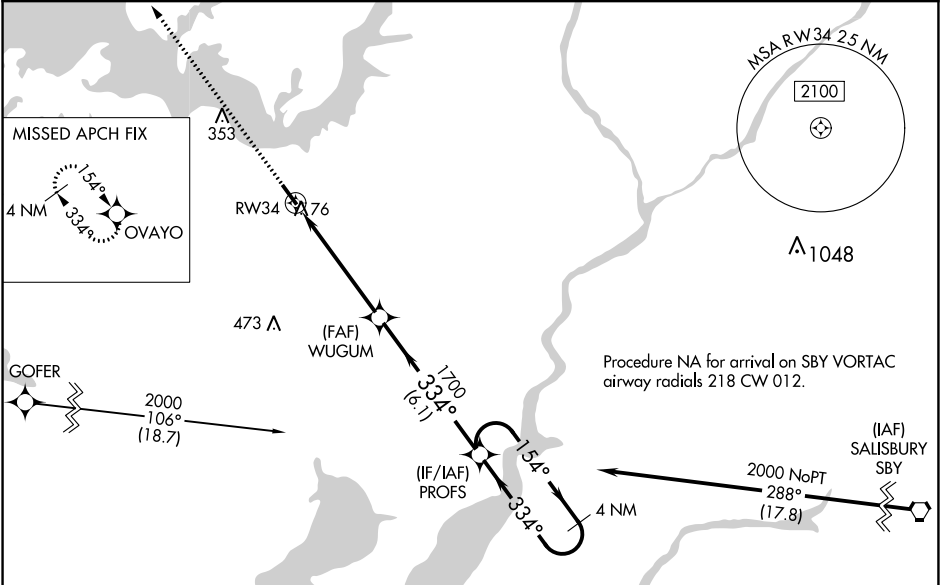 MSA RW34 25 NM
2100
1048
353
MISSED APCH FIX
154°
4 NM
334°
OVAYO
RW34
76
473
(FAF)
WUGUM
GOFER
2000
106°
(18.7)
1700
334°
(6.1)
Procedure NA for arrival on SBY VORTAC
airway radials 218 CW 012.
(IF/IAF)
PROFS
154°
334°
4 NM
(IAF)
SALISBURY
SBY
2000 NoPT
288°
(17.8)